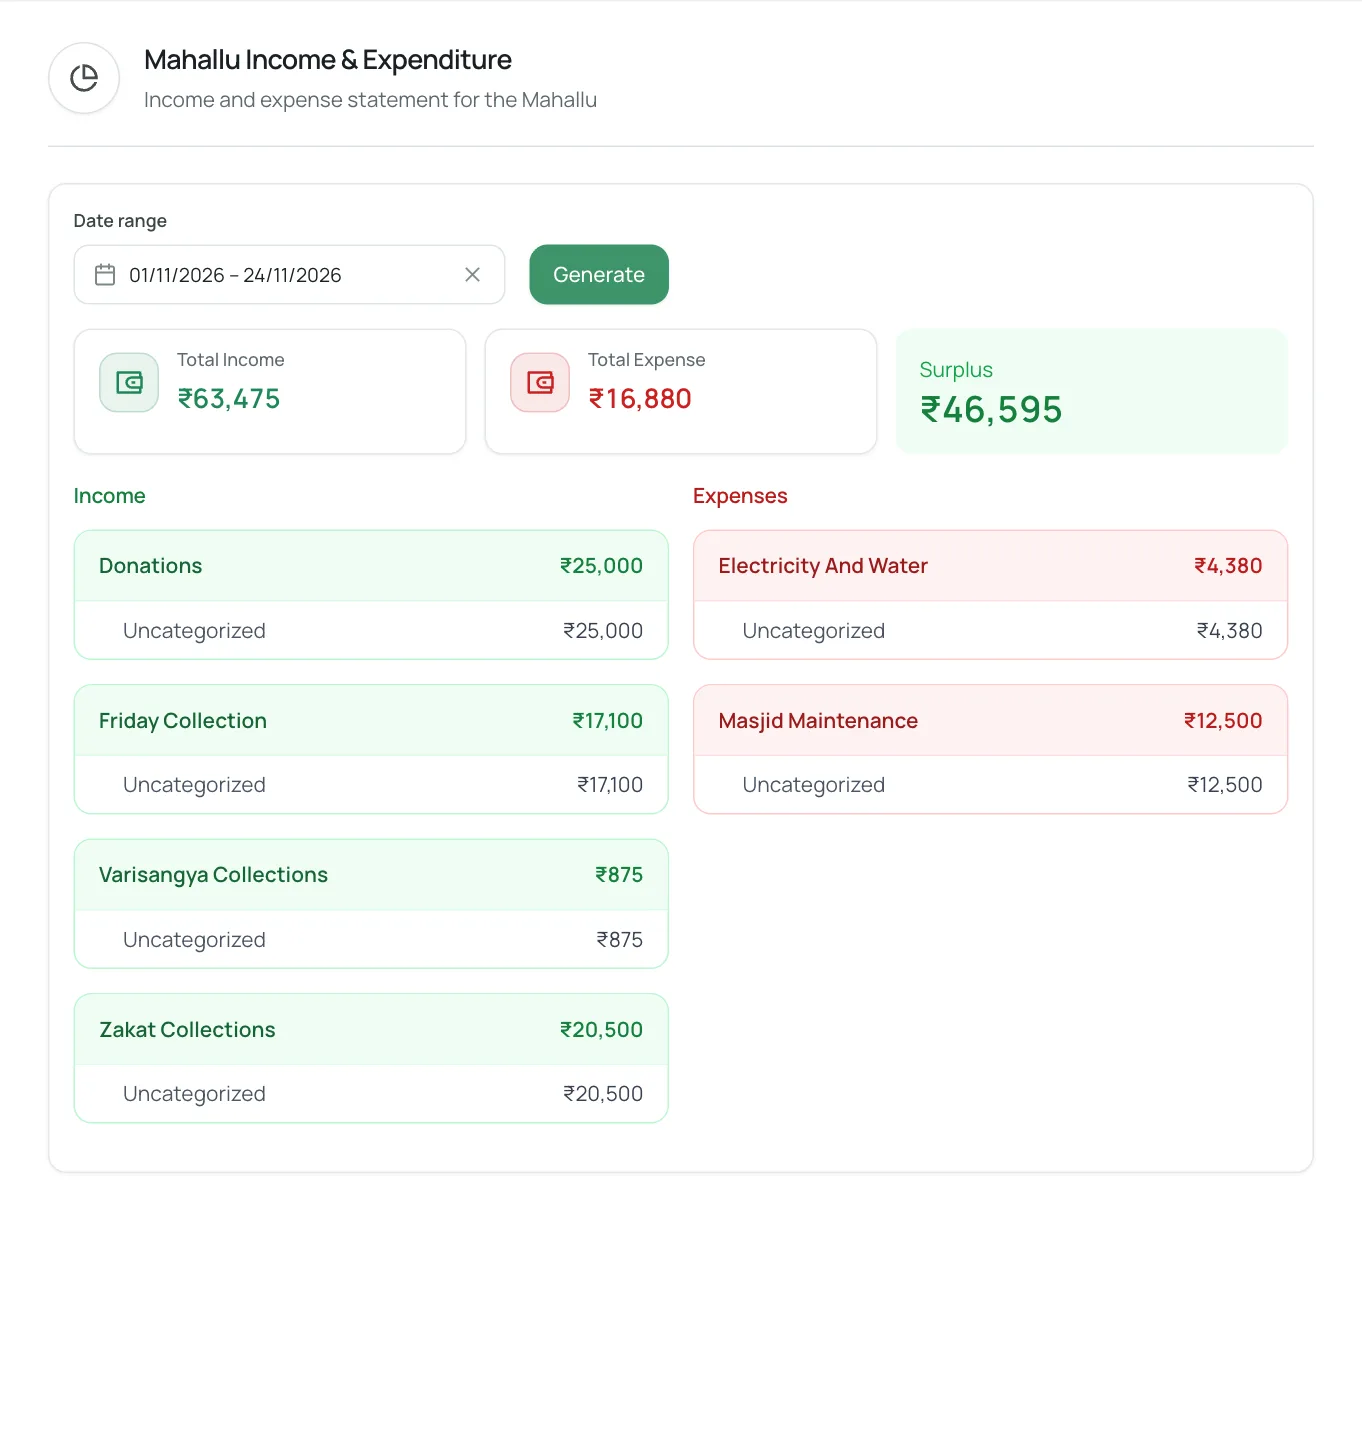 Mahallu Income & Expenditure
Income and expense statement for the Mahallu
Date range
01/11/2026 – 24/11/2026
Generate
Total Income
₹63,475
Total Expense
₹16,880
Surplus
₹46,595
Income
Donations ₹25,000
Uncategorized ₹25,000
Friday Collection ₹17,100
Uncategorized ₹17,100
Varisangya Collections ₹875
Uncategorized ₹875
Zakat Collections ₹20,500
Uncategorized ₹20,500
Expenses
Electricity And Water ₹4,380
Uncategorized ₹4,380
Masjid Maintenance ₹12,500
Uncategorized ₹12,500